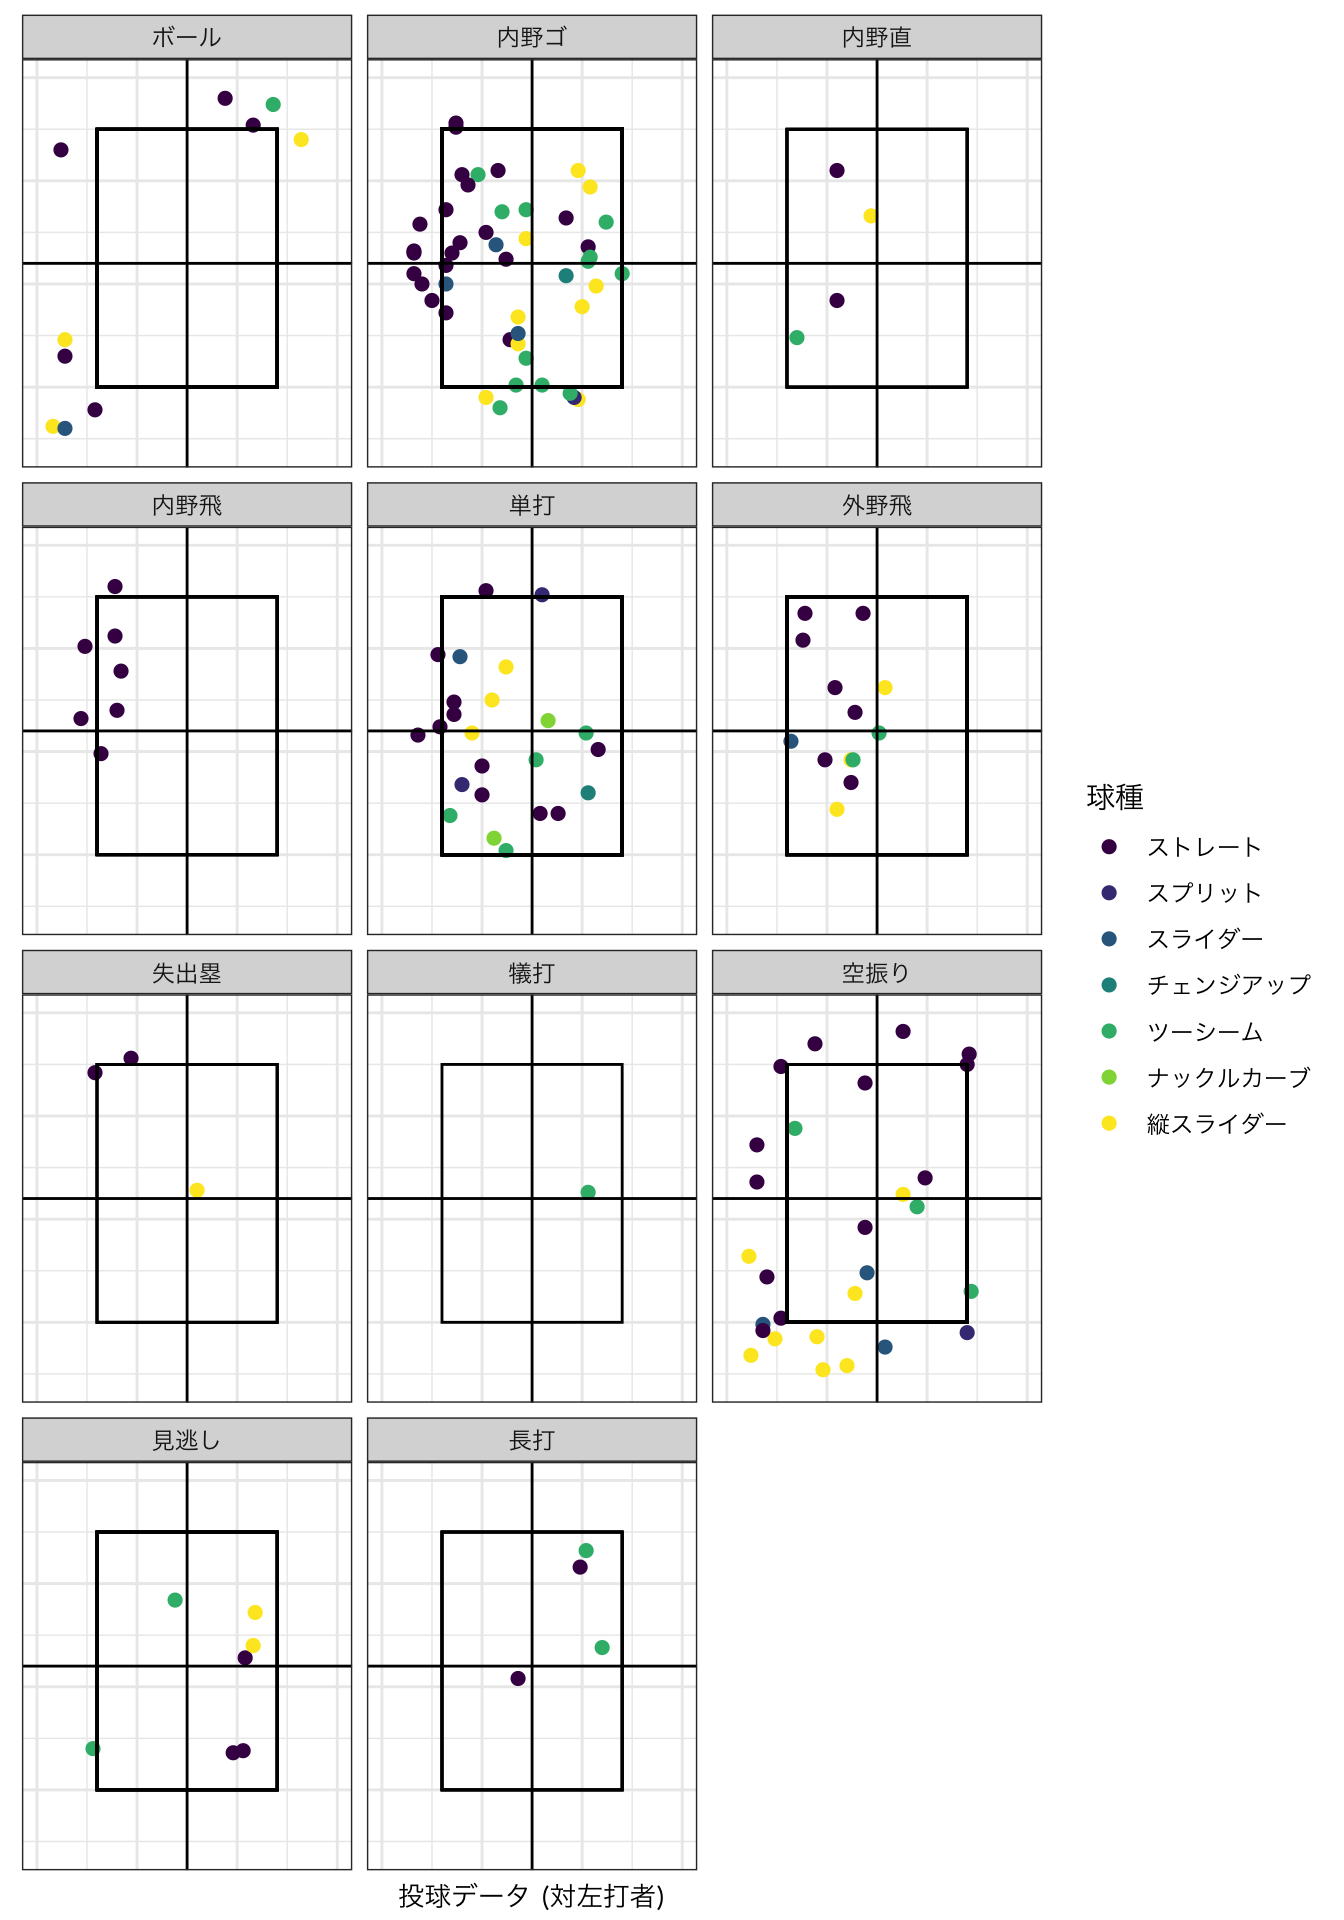 ボール
内野ゴ
内野直
内野飛
単打
外野飛
失出塁
犠打
空振り
見逃し
長打
球種
ストレート
スプリット
スライダー
チェンジアップ
ツーシーム
ナックルカーブ
縦スライダー
投球データ (対左打者)